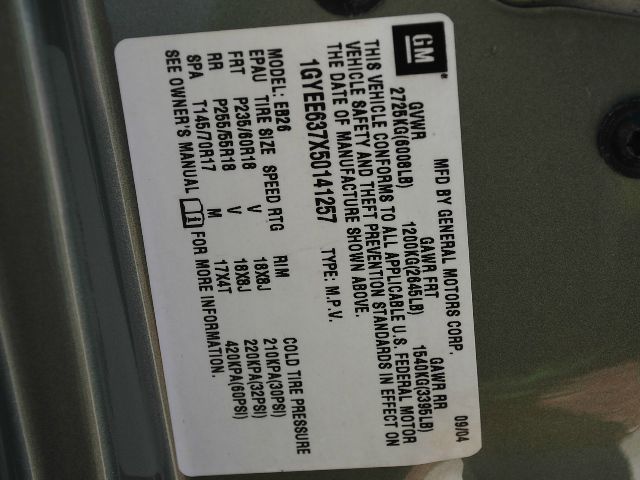 GM
®
MFD BY GENERAL MOTORS CORP. 09/04
GVWR GAWR FRT GAWR RR
2725KG(6008LB) 1200KG(2645LB) 1540KG(3395LB)
THIS VEHICLE CONFORMS TO ALL APPLICABLE U.S. FEDERAL MOTOR
VEHICLE SAFETY AND THEFT PREVENTION STANDARDS IN EFFECT ON
THE DATE OF MANUFACTURE SHOWN ABOVE.
1GYEE637X50141257 TYPE: M.P.V.
MODEL: EB26
EPAU TIRE SIZE SPEED RTG RIM COLD TIRE PRESSURE
FRT P235/60R18 V 18X8J 210KPA(30PSI)
RR P255/55R18 V 18X8J 220KPA(32PSI)
SPA T145/70R17 M 17X4T 420KPA(60PSI)
SEE OWNER'S MANUAL FOR MORE INFORMATION.